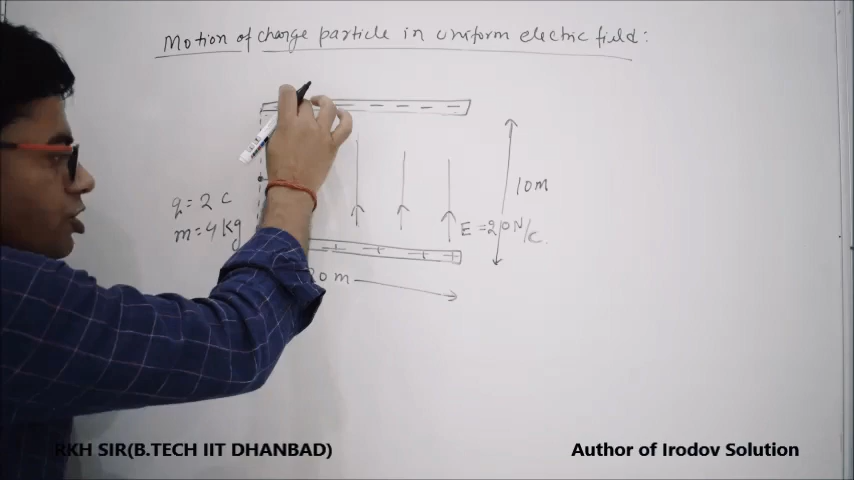 Motion of charge particle in uniform electric field:
10m
q = 2 C
m = 4 kg
E = 20 N/C.
20 m
RKH SIR(B.TECH IIT DHANBAD)
Author of Irodov Solution